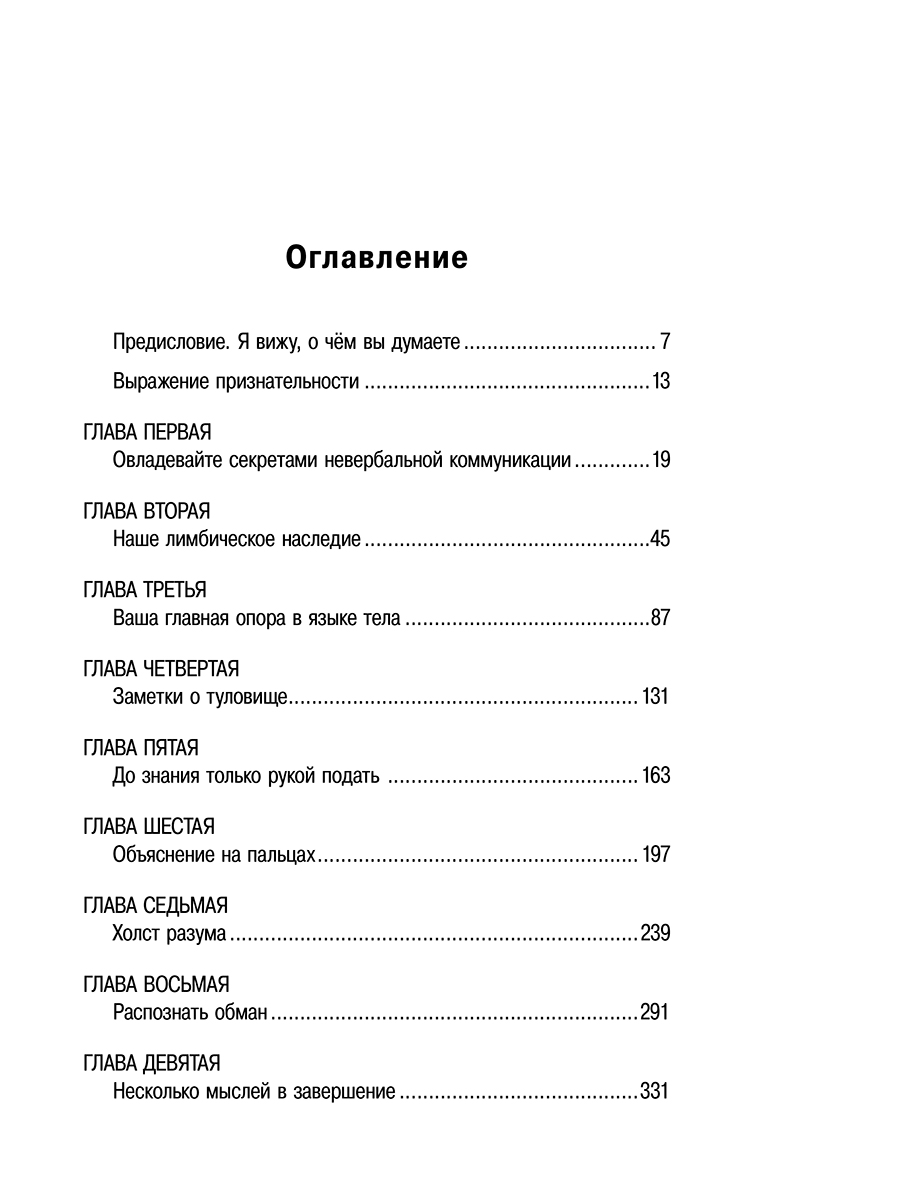 Оглавление
Предисловие. Я вижу, о чём вы думаете ................................. 7
Выражение признательности .................................................13
ГЛАВА ПЕРВАЯ
Овладевайте секретами невербальной коммуникации .............19
ГЛАВА ВТОРАЯ
Наше лимбическое наследие .................................................45
ГЛАВА ТРЕТЬЯ
Ваша главная опора в языке тела ..........................................87
ГЛАВА ЧЕТВЕРТАЯ
Заметки о туловище............................................................ 131
ГЛАВА ПЯТАЯ
До знания только рукой подать ........................................... 163
ГЛАВА ШЕСТАЯ
Объяснение на пальцах....................................................... 197
ГЛАВА СЕДЬМАЯ
Холст разума ......................................................................239
ГЛАВА ВОСЬМАЯ
Распознать обман ...............................................................291
ГЛАВА ДЕВЯТАЯ
Несколько мыслей в завершение .........................................331